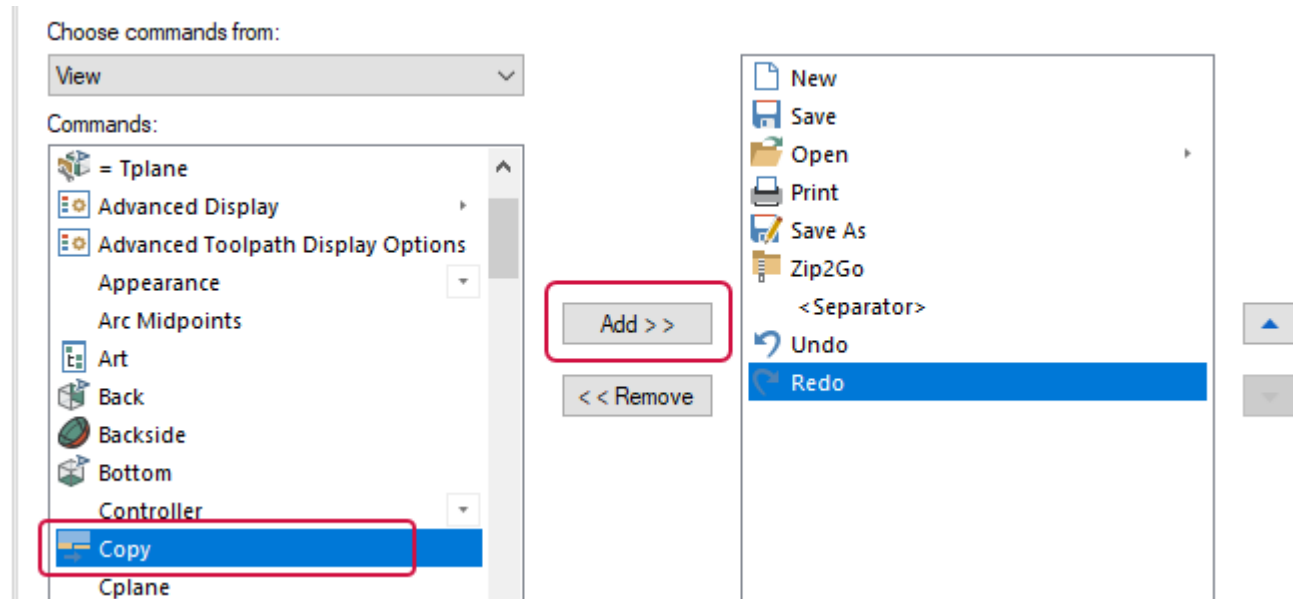 Choose commands from:
View
Commands:
= Tplane
Advanced Display
Advanced Toolpath Display Options
Appearance
Arc Midpoints
Art
Back
Backside
Bottom
Controller
Copy
Cplane
Add > >
< < Remove
New
Save
Open
Print
Save As
Zip2Go
<Separator>
Undo
Redo